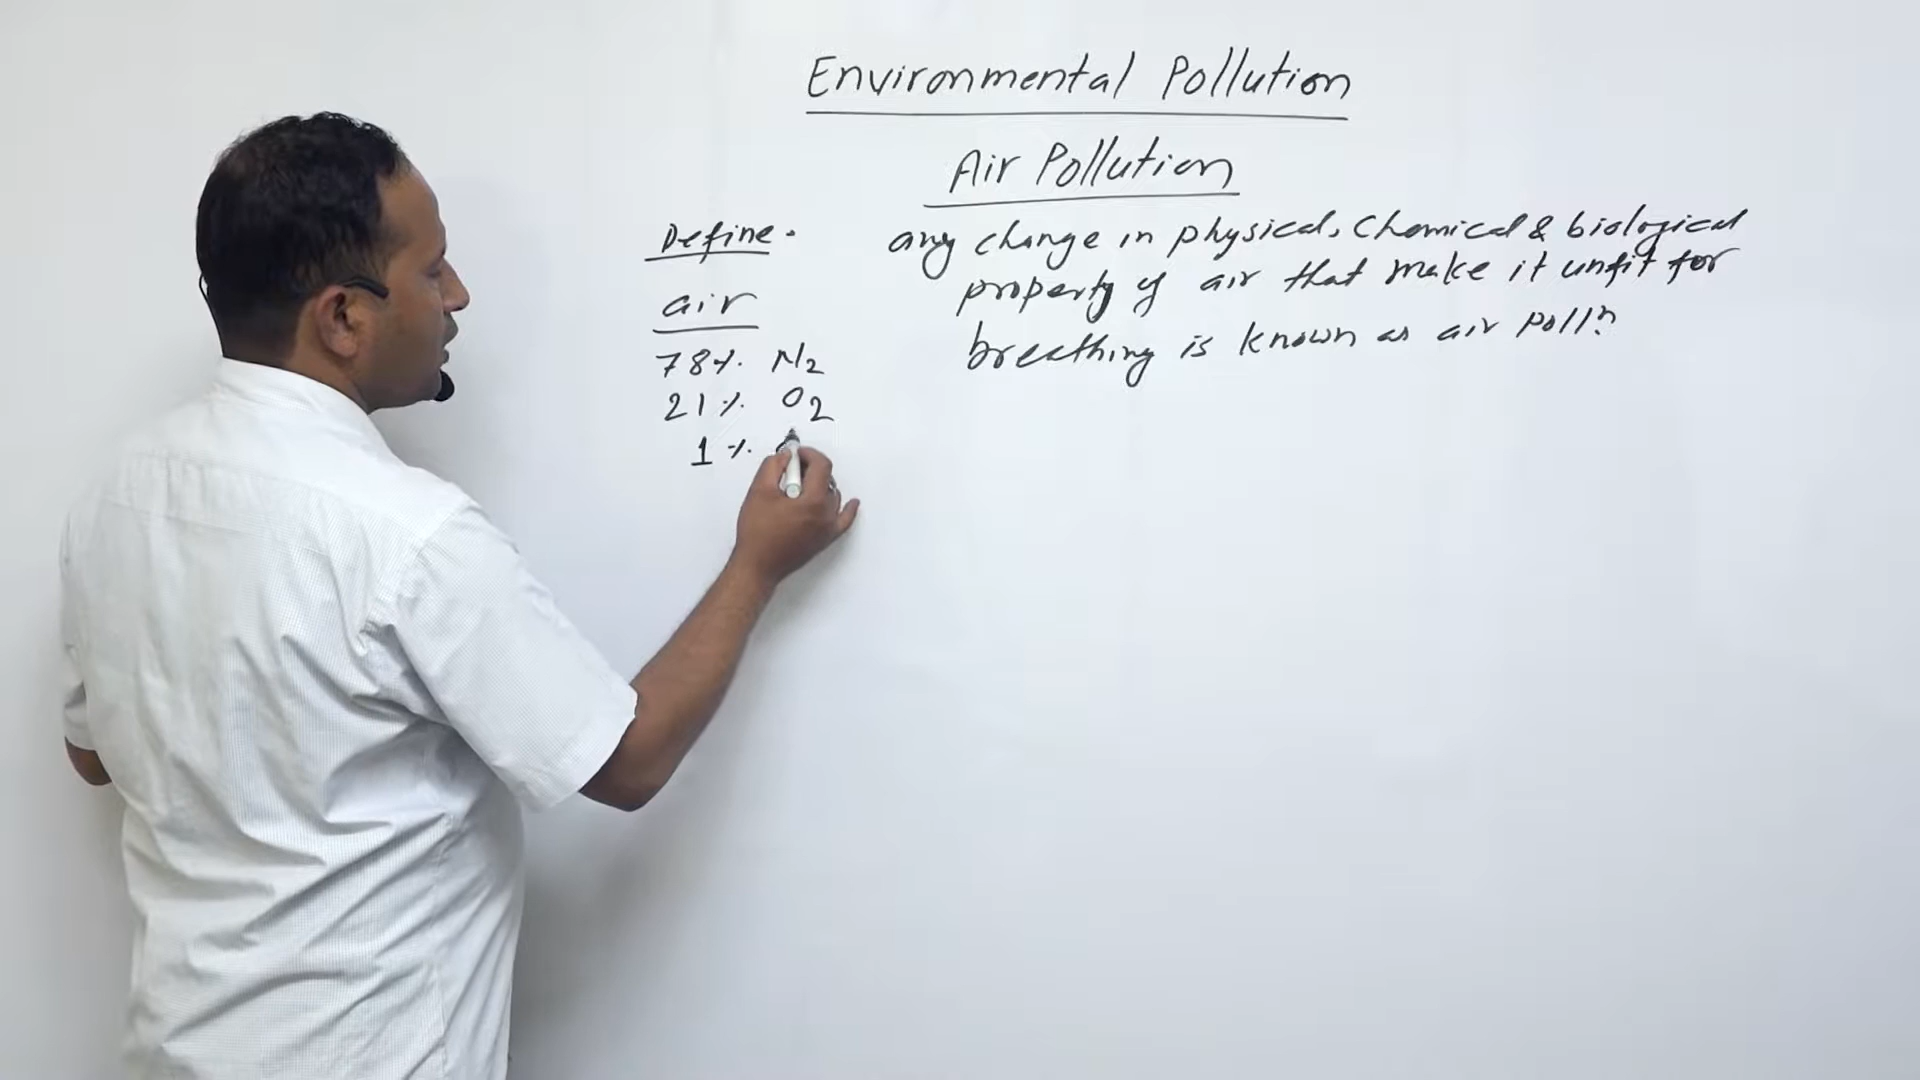 Environmental Pollution
Air Pollution
Define.
any change in physical, Chemical & biological
property of air that make it unfit for
breathing is known as air pollⁿ
air
78% N₂
21% O₂
1%